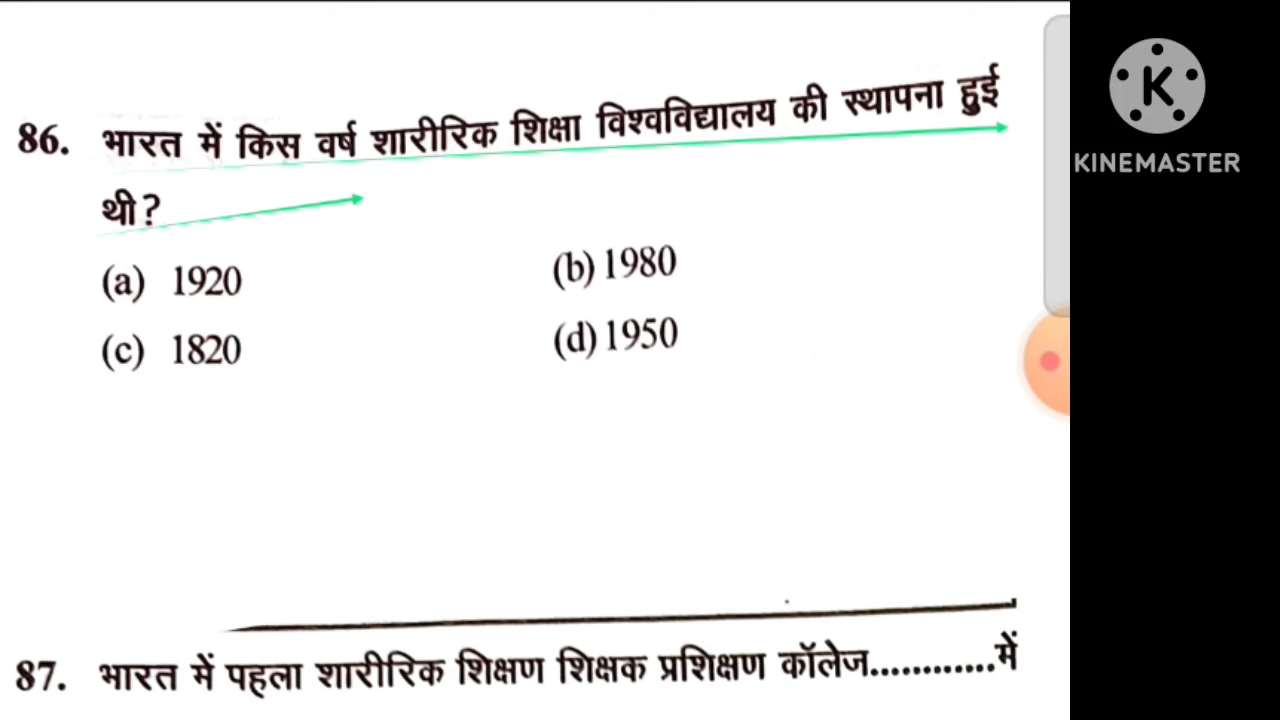 86. भारत में किस वर्ष शारीरिक शिक्षा विश्वविद्यालय की स्थापना हुई
थी?
(a) 1920 (b) 1980
(c) 1820 (d) 1950
87. भारत में पहला शारीरिक शिक्षण शिक्षक प्रशिक्षण कॉलेज............में
K
KINEMASTER